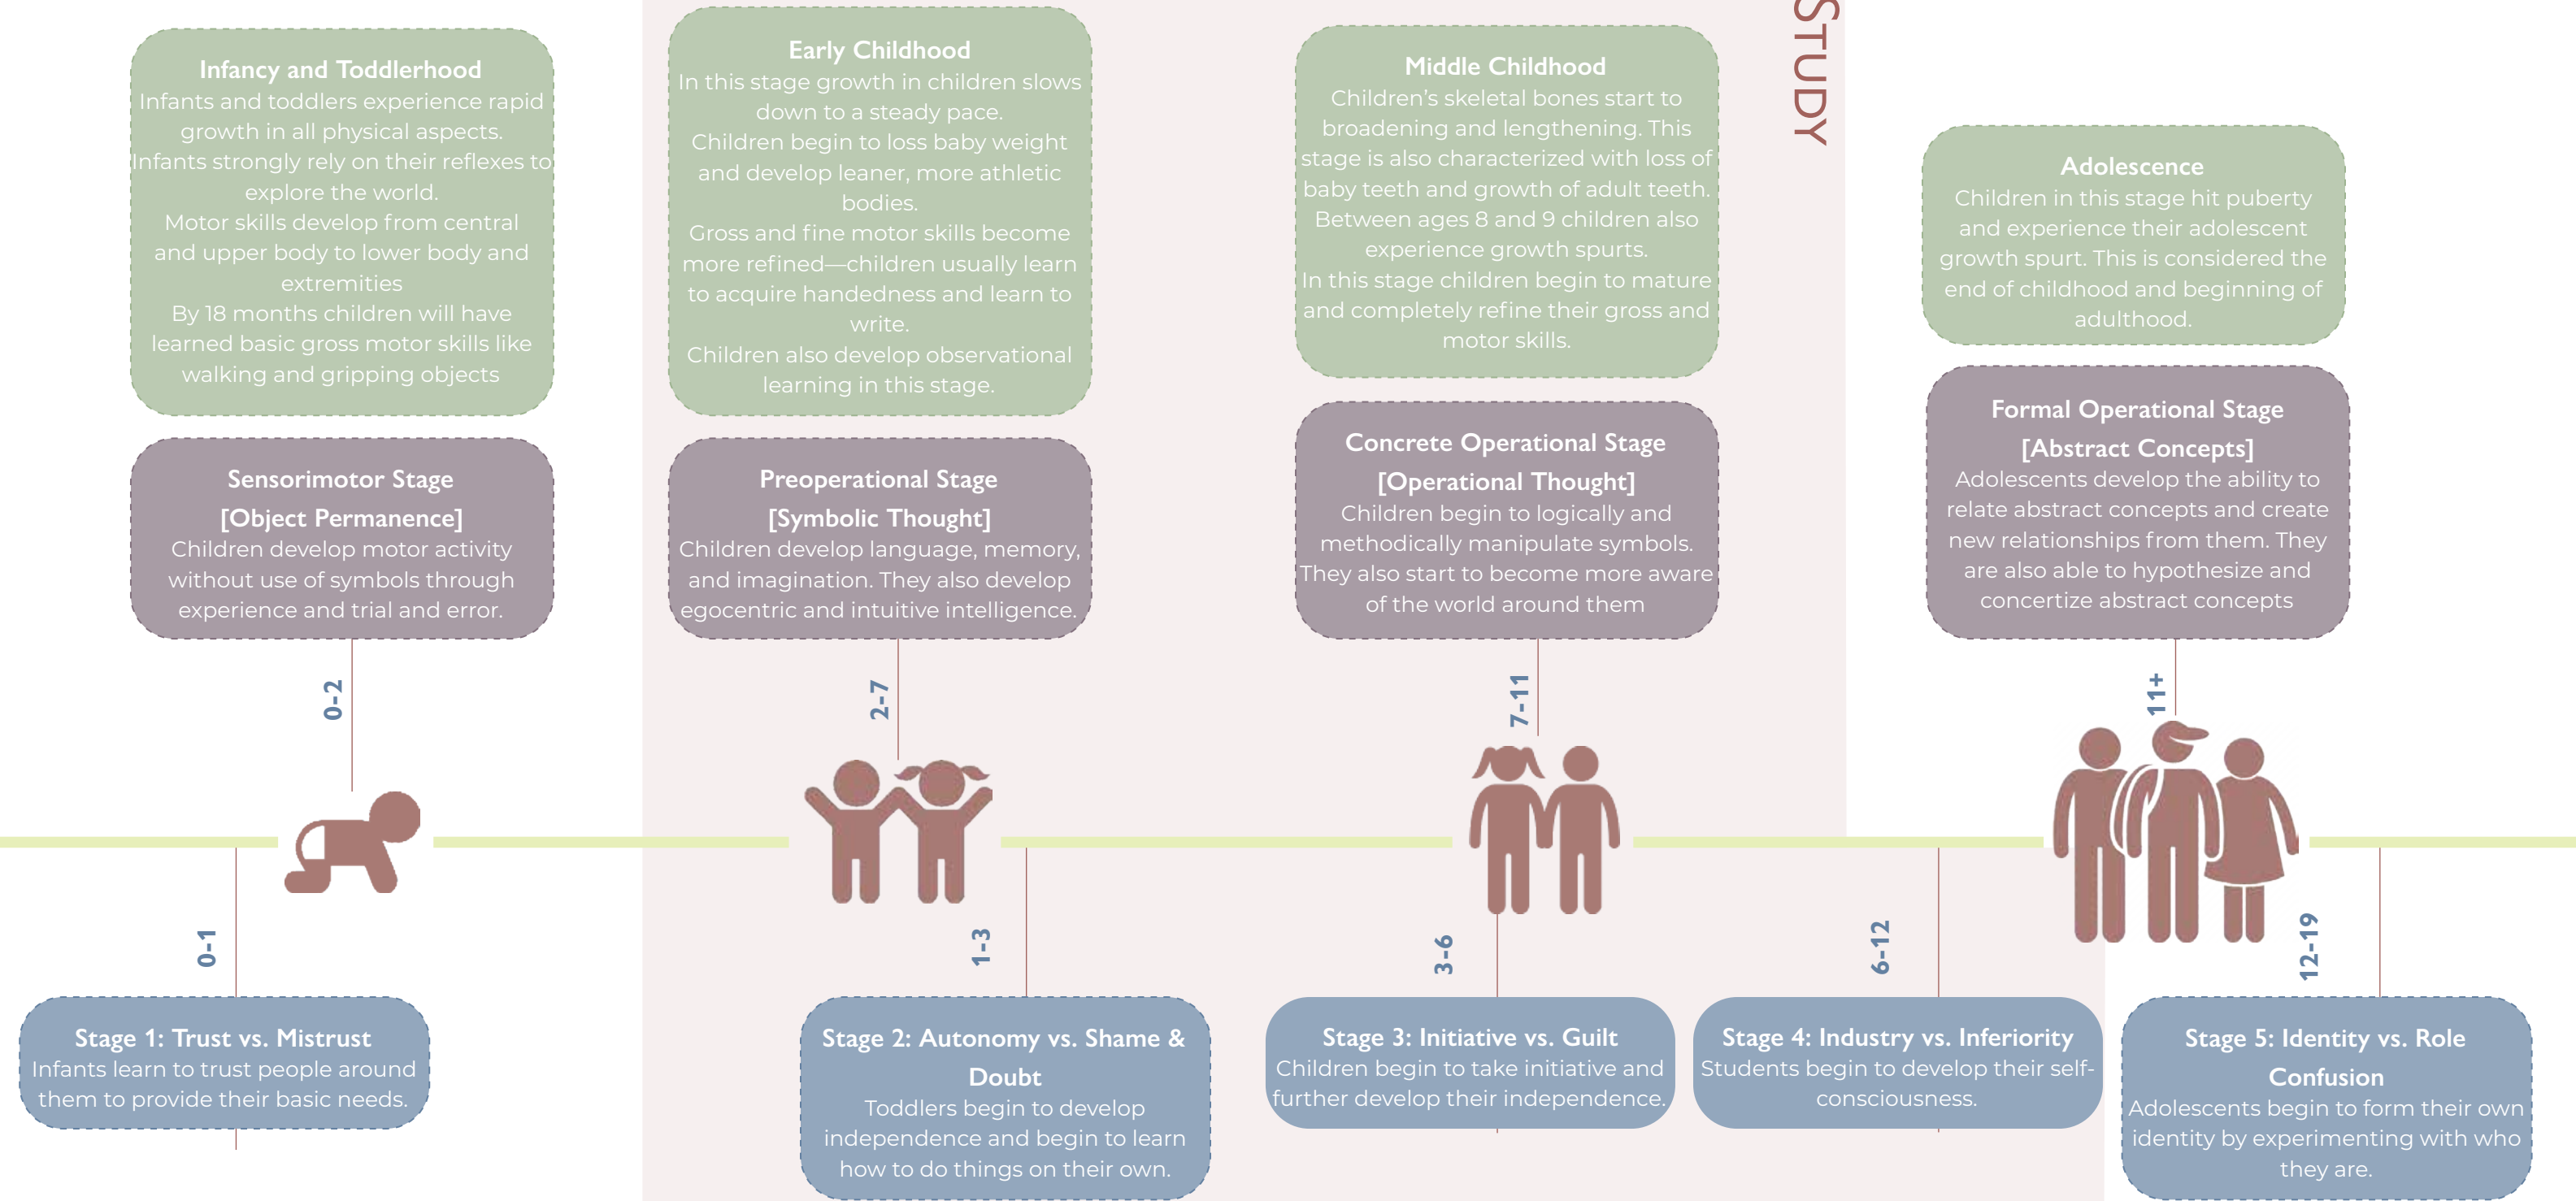 STUDY
Infancy and Toddlerhood
Infants and toddlers experience rapid
growth in all physical aspects.
Infants strongly rely on their reflexes to
explore the world.
Motor skills develop from central
and upper body to lower body and
extremities
By 18 months children will have
learned basic gross motor skills like
walking and gripping objects
Early Childhood
In this stage growth in children slows
down to a steady pace.
Children begin to loss baby weight
and develop leaner, more athletic
bodies.
Gross and fine motor skills become
more refined—children usually learn
to acquire handedness and learn to
write.
Children also develop observational
learning in this stage.
Middle Childhood
Children’s skeletal bones start to
broadening and lengthening. This
stage is also characterized with loss of
baby teeth and growth of adult teeth.
Between ages 8 and 9 children also
experience growth spurts.
In this stage children begin to mature
and completely refine their gross and
motor skills.
Adolescence
Children in this stage hit puberty
and experience their adolescent
growth spurt. This is considered the
end of childhood and beginning of
adulthood.
Sensorimotor Stage
[Object Permanence]
Children develop motor activity
without use of symbols through
experience and trial and error.
Preoperational Stage
[Symbolic Thought]
Children develop language, memory,
and imagination. They also develop
egocentric and intuitive intelligence.
Concrete Operational Stage
[Operational Thought]
Children begin to logically and
methodically manipulate symbols.
They also start to become more aware
of the world around them
Formal Operational Stage
[Abstract Concepts]
Adolescents develop the ability to
relate abstract concepts and create
new relationships from them. They
are also able to hypothesize and
concertize abstract concepts
0-2
2-7
7-11
11+
0-1
1-3
3-6
6-12
12-19
Stage 1: Trust vs. Mistrust
Infants learn to trust people around
them to provide their basic needs.
Stage 2: Autonomy vs. Shame &
Doubt
Toddlers begin to develop
independence and begin to learn
how to do things on their own.
Stage 3: Initiative vs. Guilt
Children begin to take initiative and
further develop their independence.
Stage 4: Industry vs. Inferiority
Students begin to develop their self-
consciousness.
Stage 5: Identity vs. Role
Confusion
Adolescents begin to form their own
identity by experimenting with who
they are.